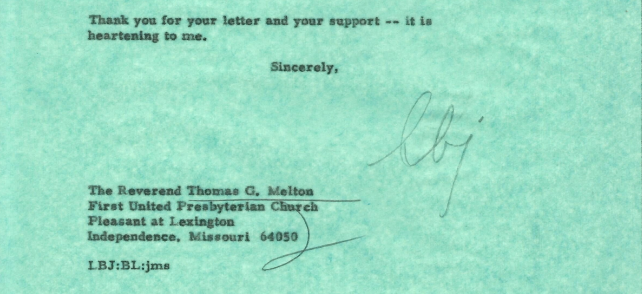 Thank you for your letter and your support -- it is
heartening to me.
Sincerely,
lbj
The Reverend Thomas G. Melton
First United Presbyterian Church
Pleasant at Lexington
Independence, Missouri 64050
LBJ:BL:jms